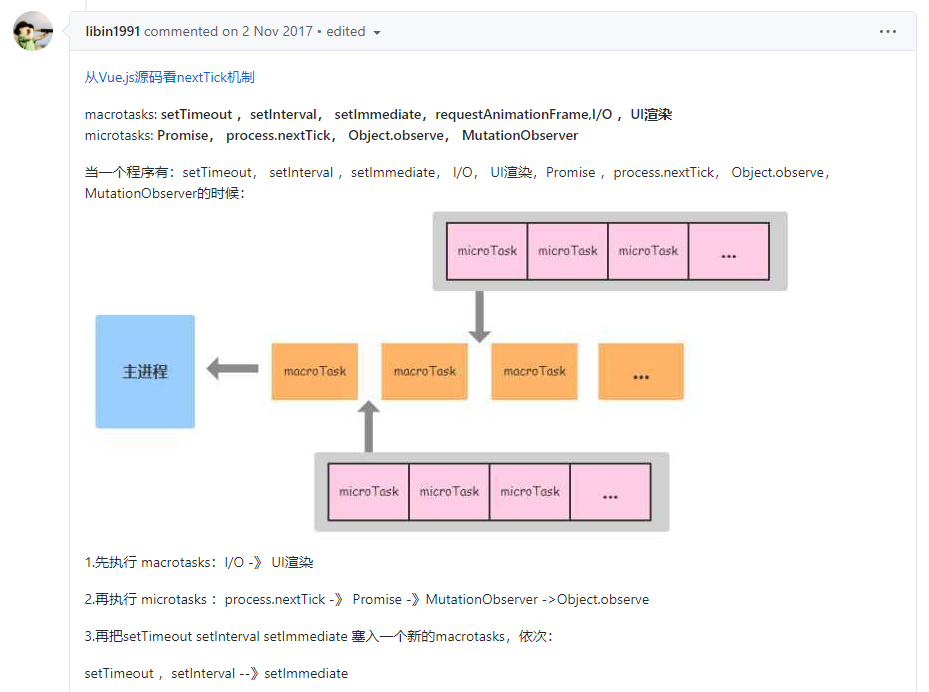 libin1991 commented on 2 Nov 2017 • edited
从Vue.js源码看nextTick机制
macrotasks: setTimeout ，setInterval， setImmediate，requestAnimationFrame,I/O ，UI渲染
microtasks: Promise， process.nextTick， Object.observe， MutationObserver
当一个程序有：setTimeout， setInterval ，setImmediate， I/O， UI渲染，Promise ，process.nextTick， Object.observe，
MutationObserver的时候：
microTask microTask microTask ...
主进程 macroTask macroTask macroTask ...
microTask microTask microTask ...
1.先执行 macrotasks：I/O -》 UI渲染
2.再执行 microtasks ：process.nextTick -》 Promise -》MutationObserver ->Object.observe
3.再把setTimeout setInterval setImmediate 塞入一个新的macrotasks，依次：
setTimeout ，setInterval --》setImmediate